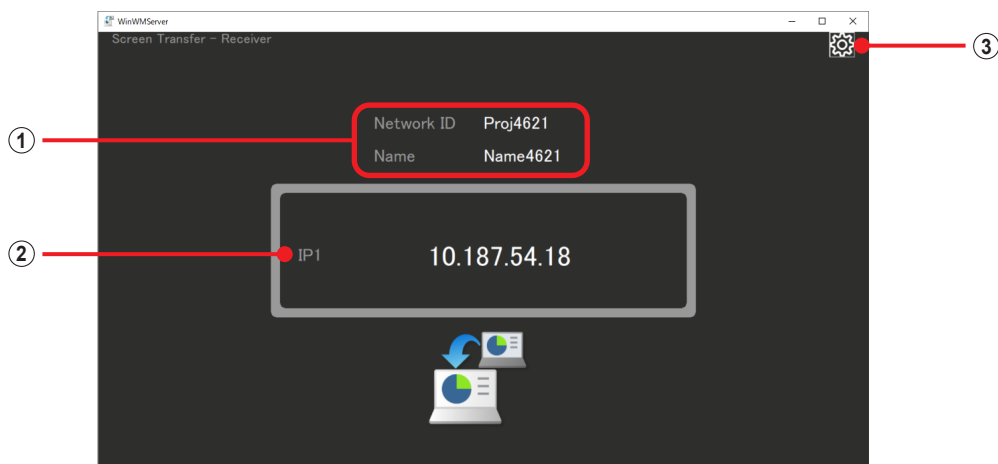 WinWMServer
Screen Transfer - Receiver
③
①
Network ID Proj4621
Name Name4621
②
IP1 10.187.54.18